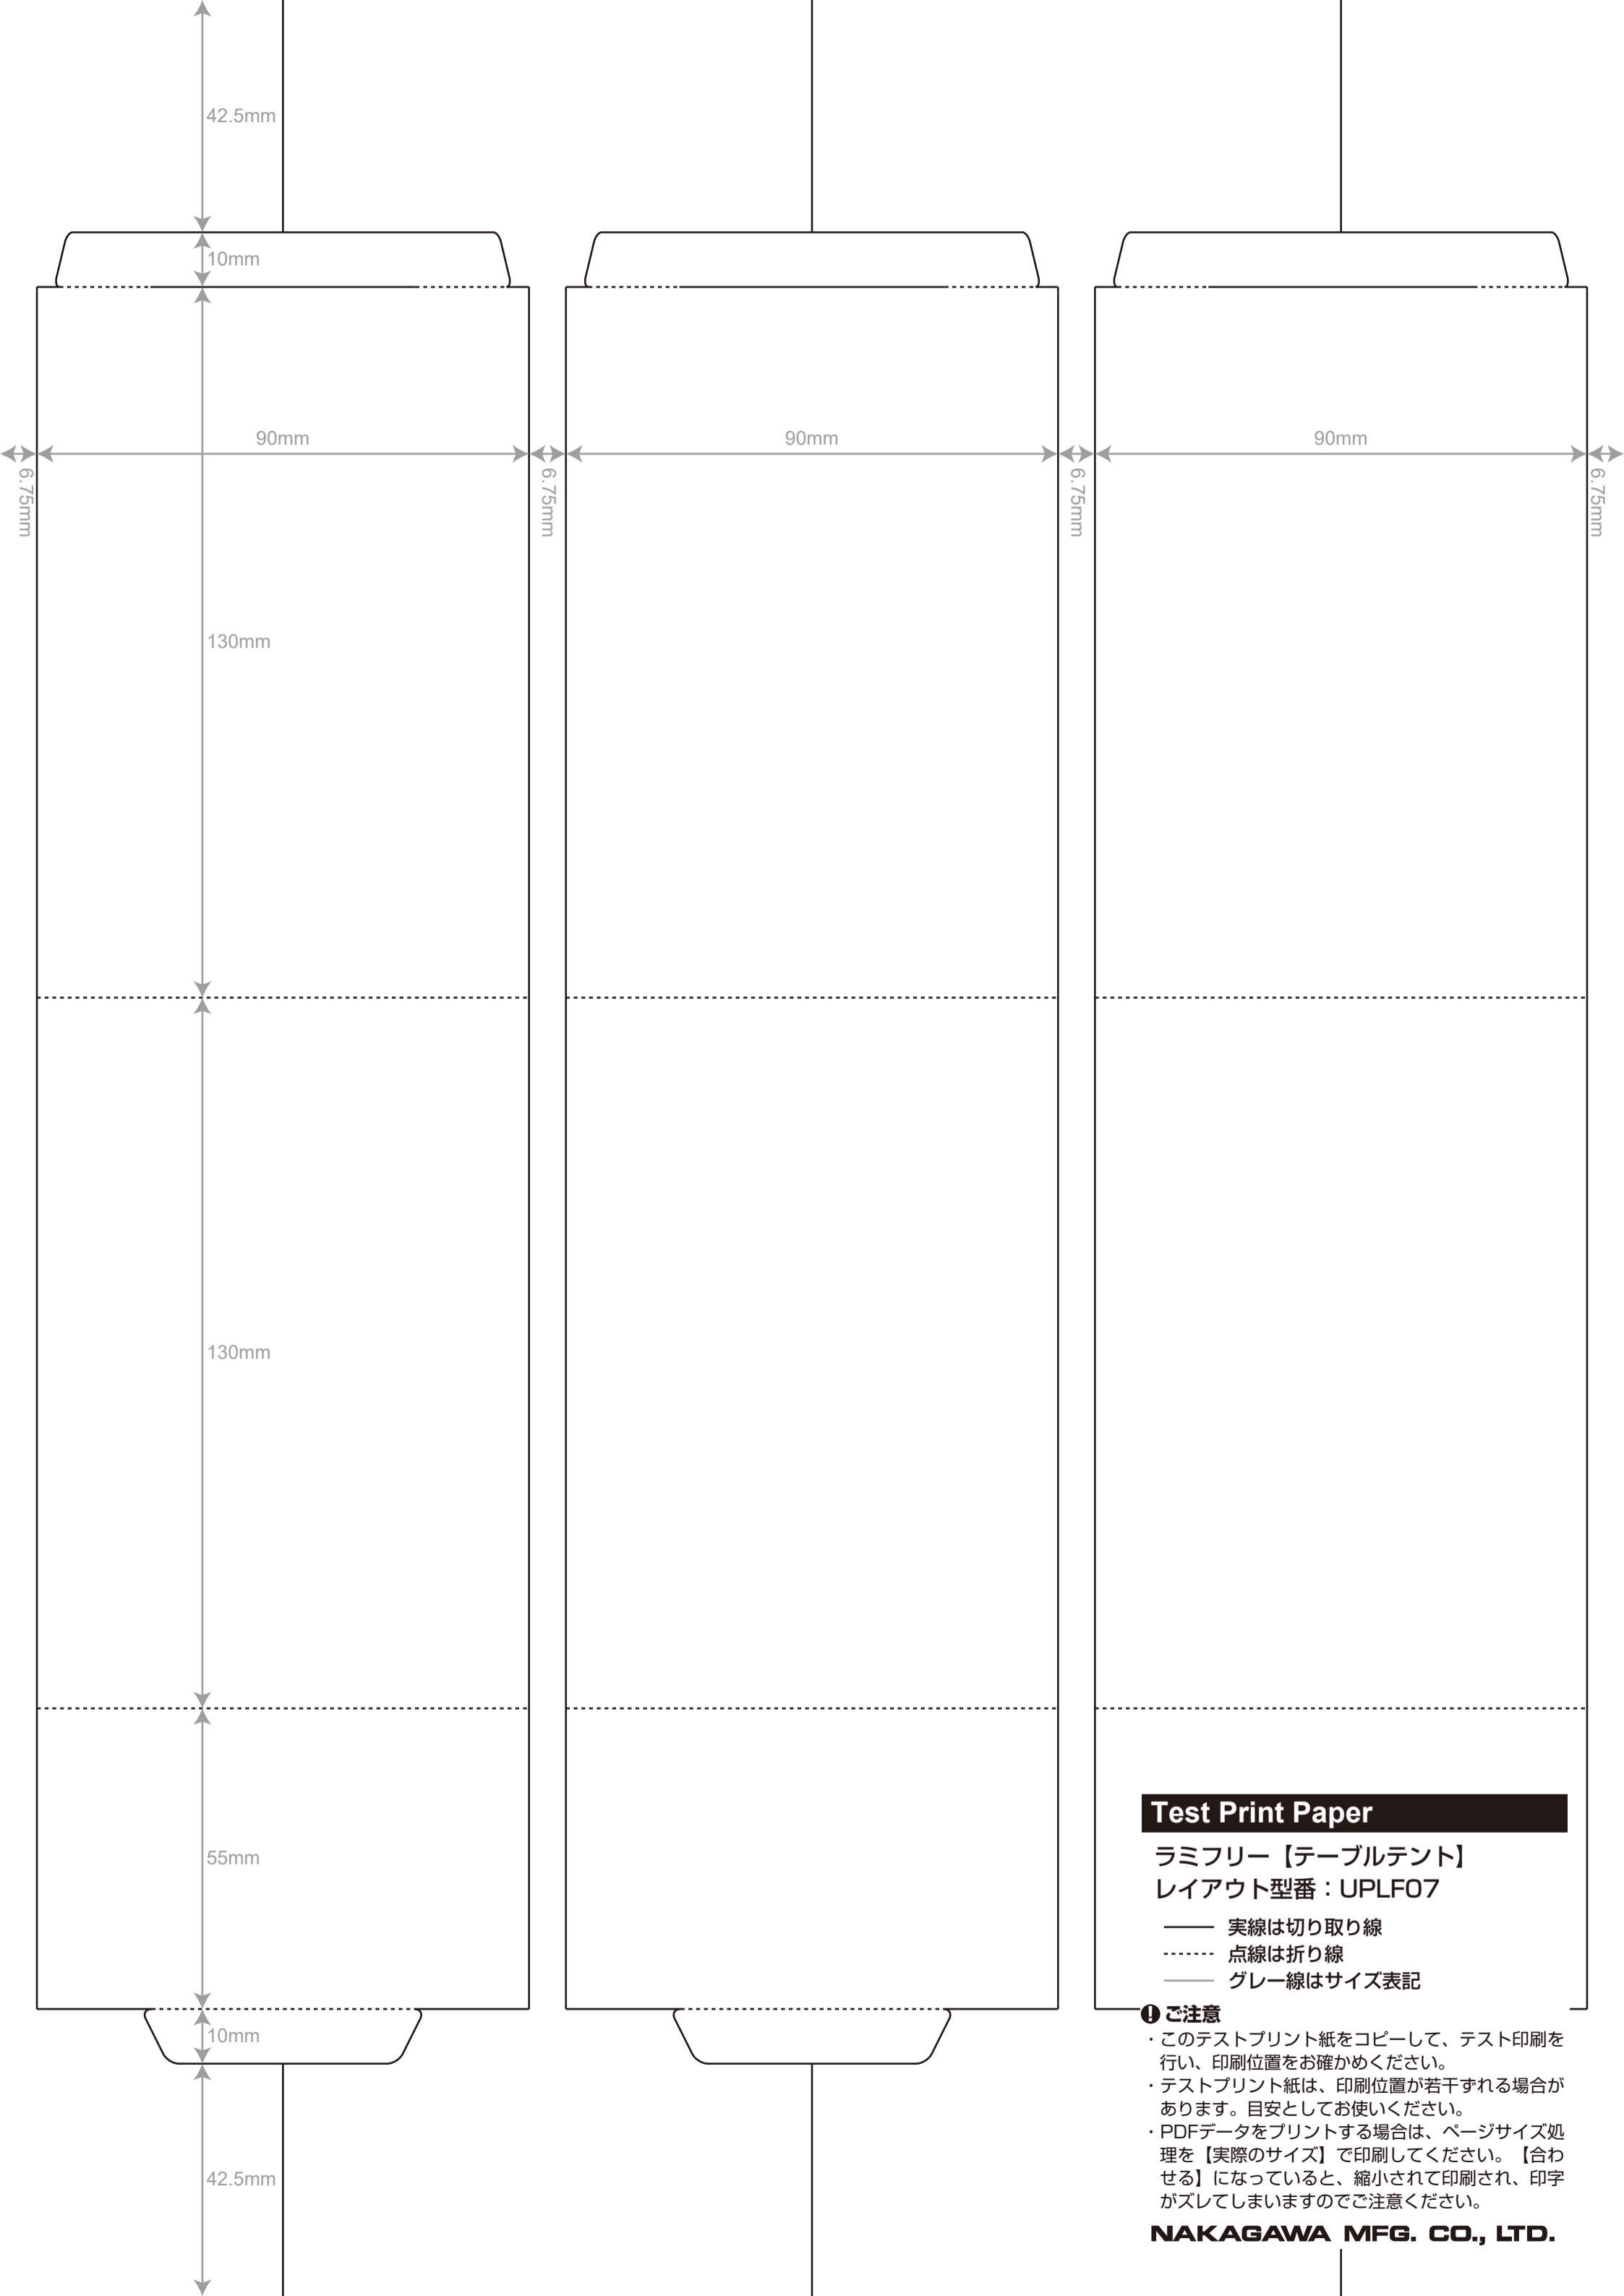 42.5mm
10mm
90mm
90mm
90mm
6.75mm
6.75mm
6.75mm
6.75mm
130mm
130mm
55mm
10mm
42.5mm
Test Print Paper
ラミフリー【テーブルテント】
レイアウト型番：UPLF07
実線は切り取り線
点線は折り線
グレー線はサイズ表記
ご注意
・このテストプリント紙をコピーして、テスト印刷を
行い、印刷位置をお確かめください。
・テストプリント紙は、印刷位置が若干ずれる場合が
あります。目安としてお使いください。
・PDFデータをプリントする場合は、ページサイズ処
理を【実際のサイズ】で印刷してください。【合わ
せる】になっていると、縮小されて印刷され、印字
がズレてしまいますのでご注意ください。
NAKAGAWA MFG. CO., LTD.